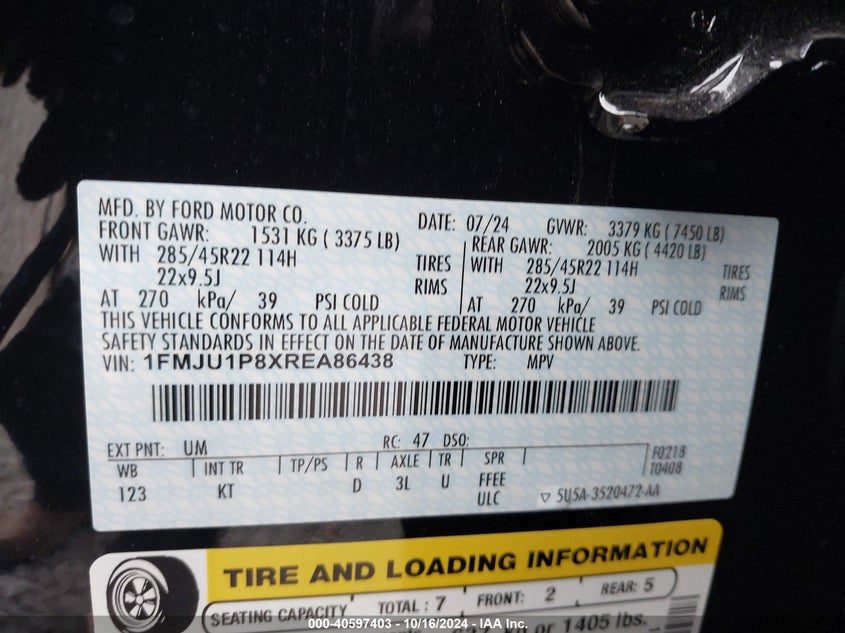 MFD. BY FORD MOTOR CO. DATE: 07/24 GVWR: 3379 KG ( 7450 LB)
FRONT GAWR: 1531 KG ( 3375 LB) REAR GAWR: 2005 KG ( 4420 LB)
WITH 285/45R22 114H TIRES WITH 285/45R22 114H TIRES
22x9.5J RIMS 22x9.5J RIMS
AT 270 kPa/ 39 PSI COLD AT 270 kPa/ 39 PSI COLD
THIS VEHICLE CONFORMS TO ALL APPLICABLE FEDERAL MOTOR VEHICLE
SAFETY STANDARDS IN EFFECT ON THE DATE OF MANUFACTURE SHOWN ABOVE.
VIN: 1FMJU1P8XREA86438 TYPE: MPV
EXT PNT: UM RC: 47 DSO: F0218
WB INT TR TP/PS R AXLE TR SPR T0408
123 KT D 3L U FFEE
ULC ▽ 5U5A-3520472-AA
TIRE AND LOADING INFORMATION
SEATING CAPACITY TOTAL : 7 FRONT: 2 REAR: 5
kg or 1405 lbs.
000-40597403 - 10/16/2024 - IAA Inc.